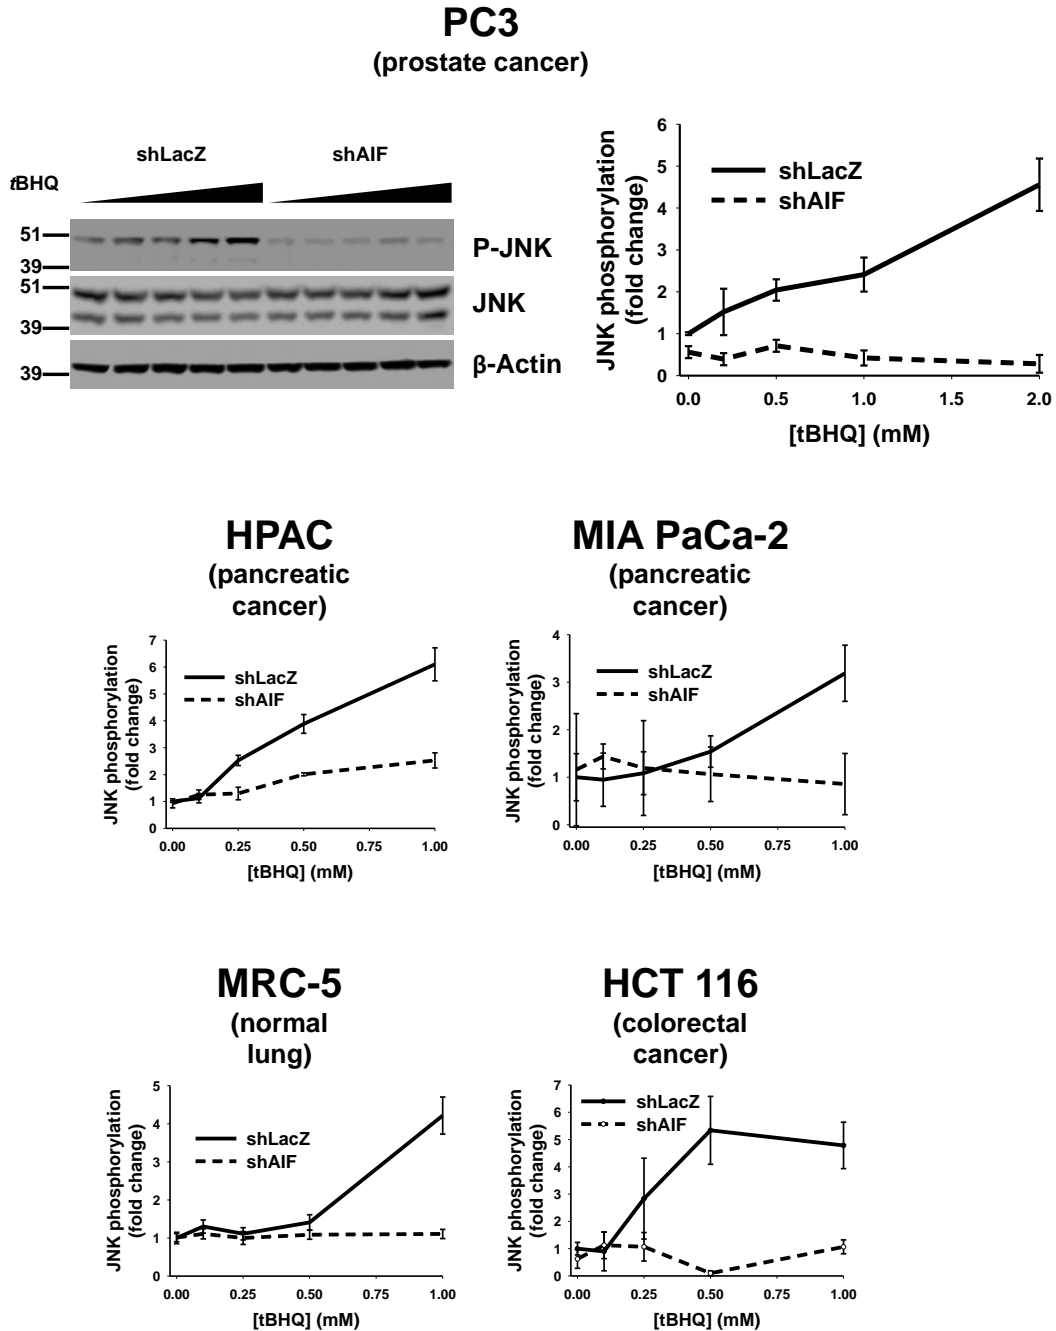 PC3
(prostate cancer)
shLacZ shAIF
tBHQ
51
39
P-JNK
51
39
JNK
39
β-Actin
JNK phosphorylation
(fold change)
6
5
4
3
2
1
0
shLacZ
shAIF
0.0 0.5 1.0 1.5 2.0
[tBHQ] (mM)
HPAC
(pancreatic
cancer)
JNK phosphorylation
(fold change)
7
6
5
4
3
2
1
0
shLacZ
shAIF
0.00 0.25 0.50 0.75 1.00
[tBHQ] (mM)
MIA PaCa-2
(pancreatic
cancer)
JNK phosphorylation
(fold change)
4
3
2
1
0
shLacZ
shAIF
0.00 0.25 0.50 0.75 1.00
[tBHQ] (mM)
MRC-5
(normal
lung)
JNK phosphorylation
(fold change)
5
4
3
2
1
0
shLacZ
shAIF
0.00 0.25 0.50 0.75 1.00
[tBHQ] (mM)
HCT 116
(colorectal
cancer)
JNK phosphorylation
(fold change)
7
6
5
4
3
2
1
0
shLacZ
shAIF
0.00 0.25 0.50 0.75 1.00
[tBHQ] (mM)